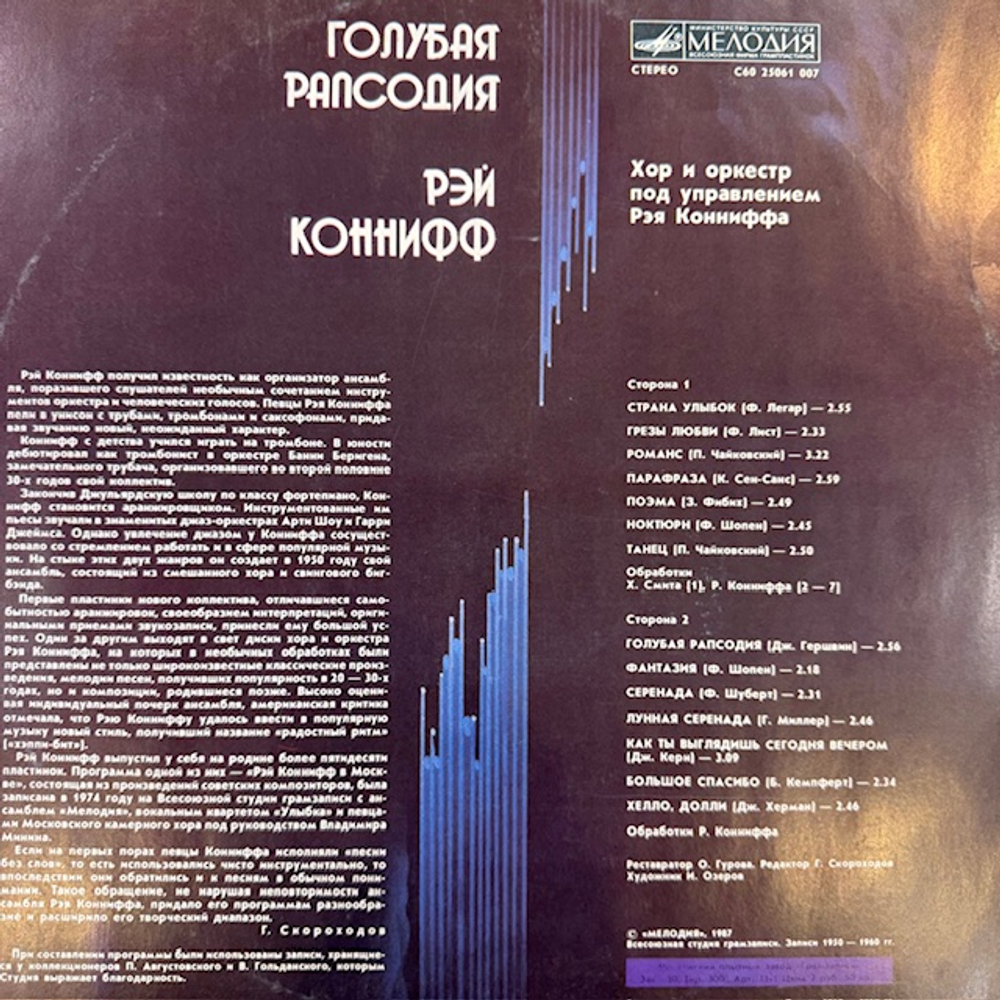 ГОЛУБАЯ
РАПСОДИЯ
РЭЙ
КОННИФФ
МИНИСТЕРСТВО КУЛЬТУРЫ СССР
МЕЛОДИЯ
ВСЕСОЮЗНАЯ ФИРМА ГРАМПЛАСТИНОК
СТЕРЕО С60 25061 007
Хор и оркестр
под управлением
Рэя Конниффа
Рэй Коннифф получил известность как организатор ансамб-
ля, поразившего слушателей необычным сочетанием инстру-
ментов оркестра и человеческих голосов. Певцы Рэя Конниффа
пели в унисон с трубами, тромбонами и саксофонами, прида-
вая звучанию новый, неожиданный характер.
Коннифф с детства учился играть на тромбоне. В юности
дебютировал как тромбонист в оркестре Банни Беригена,
замечательного трубача, организовавшего во второй половине
30-х годов свой коллектив.
Закончив Джульярдскую школу по классу фортепиано, Кон-
нифф становится аранжировщиком. Инструментованные им
пьесы звучали в знаменитых джаз-оркестрах Арти Шоу и Гарри
Джеймса. Однако увлечение джазом у Конниффа сосущест-
вовало со стремлением работать и в сфере популярной музы-
ки. На стыке этих двух жанров он создает в 1950 году свой
ансамбль, состоящий из смешанного хора и свингового биг-
бэнда.
Первые пластинки нового коллектива, отличавшиеся само-
бытностью аранжировок, своеобразием интерпретаций, ориги-
нальными приемами звукозаписи, принесли ему большой ус-
пех. Один за другим выходят в свет диски хора и оркестра
Рэя Конниффа, на которых в необычных обработках были
представлены не только широкоизвестные классические произ-
ведения, мелодии песен, получивших популярность в 20 — 30-х
годах, но и композиции, родившиеся позже. Высоко оцени-
вая индивидуальный почерк ансамбля, американская критика
отмечала, что Рэю Конниффу удалось ввести в популярную
музыку новый стиль, получивший название «радостный ритм»
[«хэппи-бит»].
Рэй Коннифф выпустил у себя на родине более пятидесяти
пластинок. Программа одной из них — «Рэй Коннифф в Моск-
ве», состоящая из произведений советских композиторов, была
записана в 1974 году на Всесоюзной студии грамзаписи с ан-
самблем «Мелодия», вокальным квартетом «Улыбка» и певца-
ми Московского камерного хора под руководством Владимира
Минина.
Если на первых порах певцы Конниффа исполняли «песни
без слов», то есть использовались чисто инструментально, то
впоследствии они обратились и к песням в обычном пони-
мании. Такое обращение, не нарушая неповторимости ан-
самбля Рэя Конниффа, придало его программам разнообра-
зие и расширило его творческий диапазон.
Г. Скороходов
При составлении программы были использованы записи, хранящие-
ся у коллекционеров П. Августовского и В. Гольданского, которым
Студия выражает благодарность.
Сторона 1
СТРАНА УЛЫБОК [Ф. Легар] — 2.55
ГРЕЗЫ ЛЮБВИ [Ф. Лист] — 2.33
РОМАНС [П. Чайковский] — 3.22
ПАРАФРАЗА [К. Сен-Санс] — 2.59
ПОЭМА [З. Фибих] — 2.49
НОКТЮРН [Ф. Шопен] — 2.45
ТАНЕЦ [П. Чайковский] — 2.50
Обработки
Х. Смита [1], Р. Конниффа [2 — 7]
Сторона 2
ГОЛУБАЯ РАПСОДИЯ [Дж. Гершвин] — 2.56
ФАНТАЗИЯ [Ф. Шопен] — 2.18
СЕРЕНАДА [Ф. Шуберт] — 2.31
ЛУННАЯ СЕРЕНАДА [Г. Миллер] — 2.46
КАК ТЫ ВЫГЛЯДИШЬ СЕГОДНЯ ВЕЧЕРОМ
[Дж. Керн] — 3.09
БОЛЬШОЕ СПАСИБО [Б. Кемпферт] — 2.34
ХЕЛЛО, ДОЛЛИ [Дж. Херман] — 2.46
Обработки Р. Конниффа
Реставратор О. Гурова. Редактор Г. Скороходов
Художник И. Озеров
© «МЕЛОДИЯ», 1987
Всесоюзная студия грамзаписи. Записи 1950 — 1960 гг.